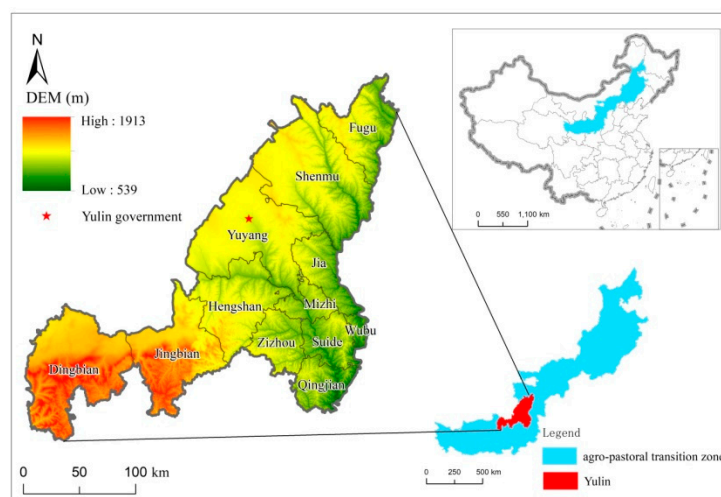 N
DEM (m)
High : 1913
Low : 539
Yulin government
Fugu
Shenmu
Yuyang
Jia
Hengshan
Mizhi
Wubu
Zizhou
Suide
Jingbian
Dingbian
Qingjian
0 50 100 km
0 550 1,100 km
Legend
agro-pastoral transition zone
Yulin
0 250 500 km